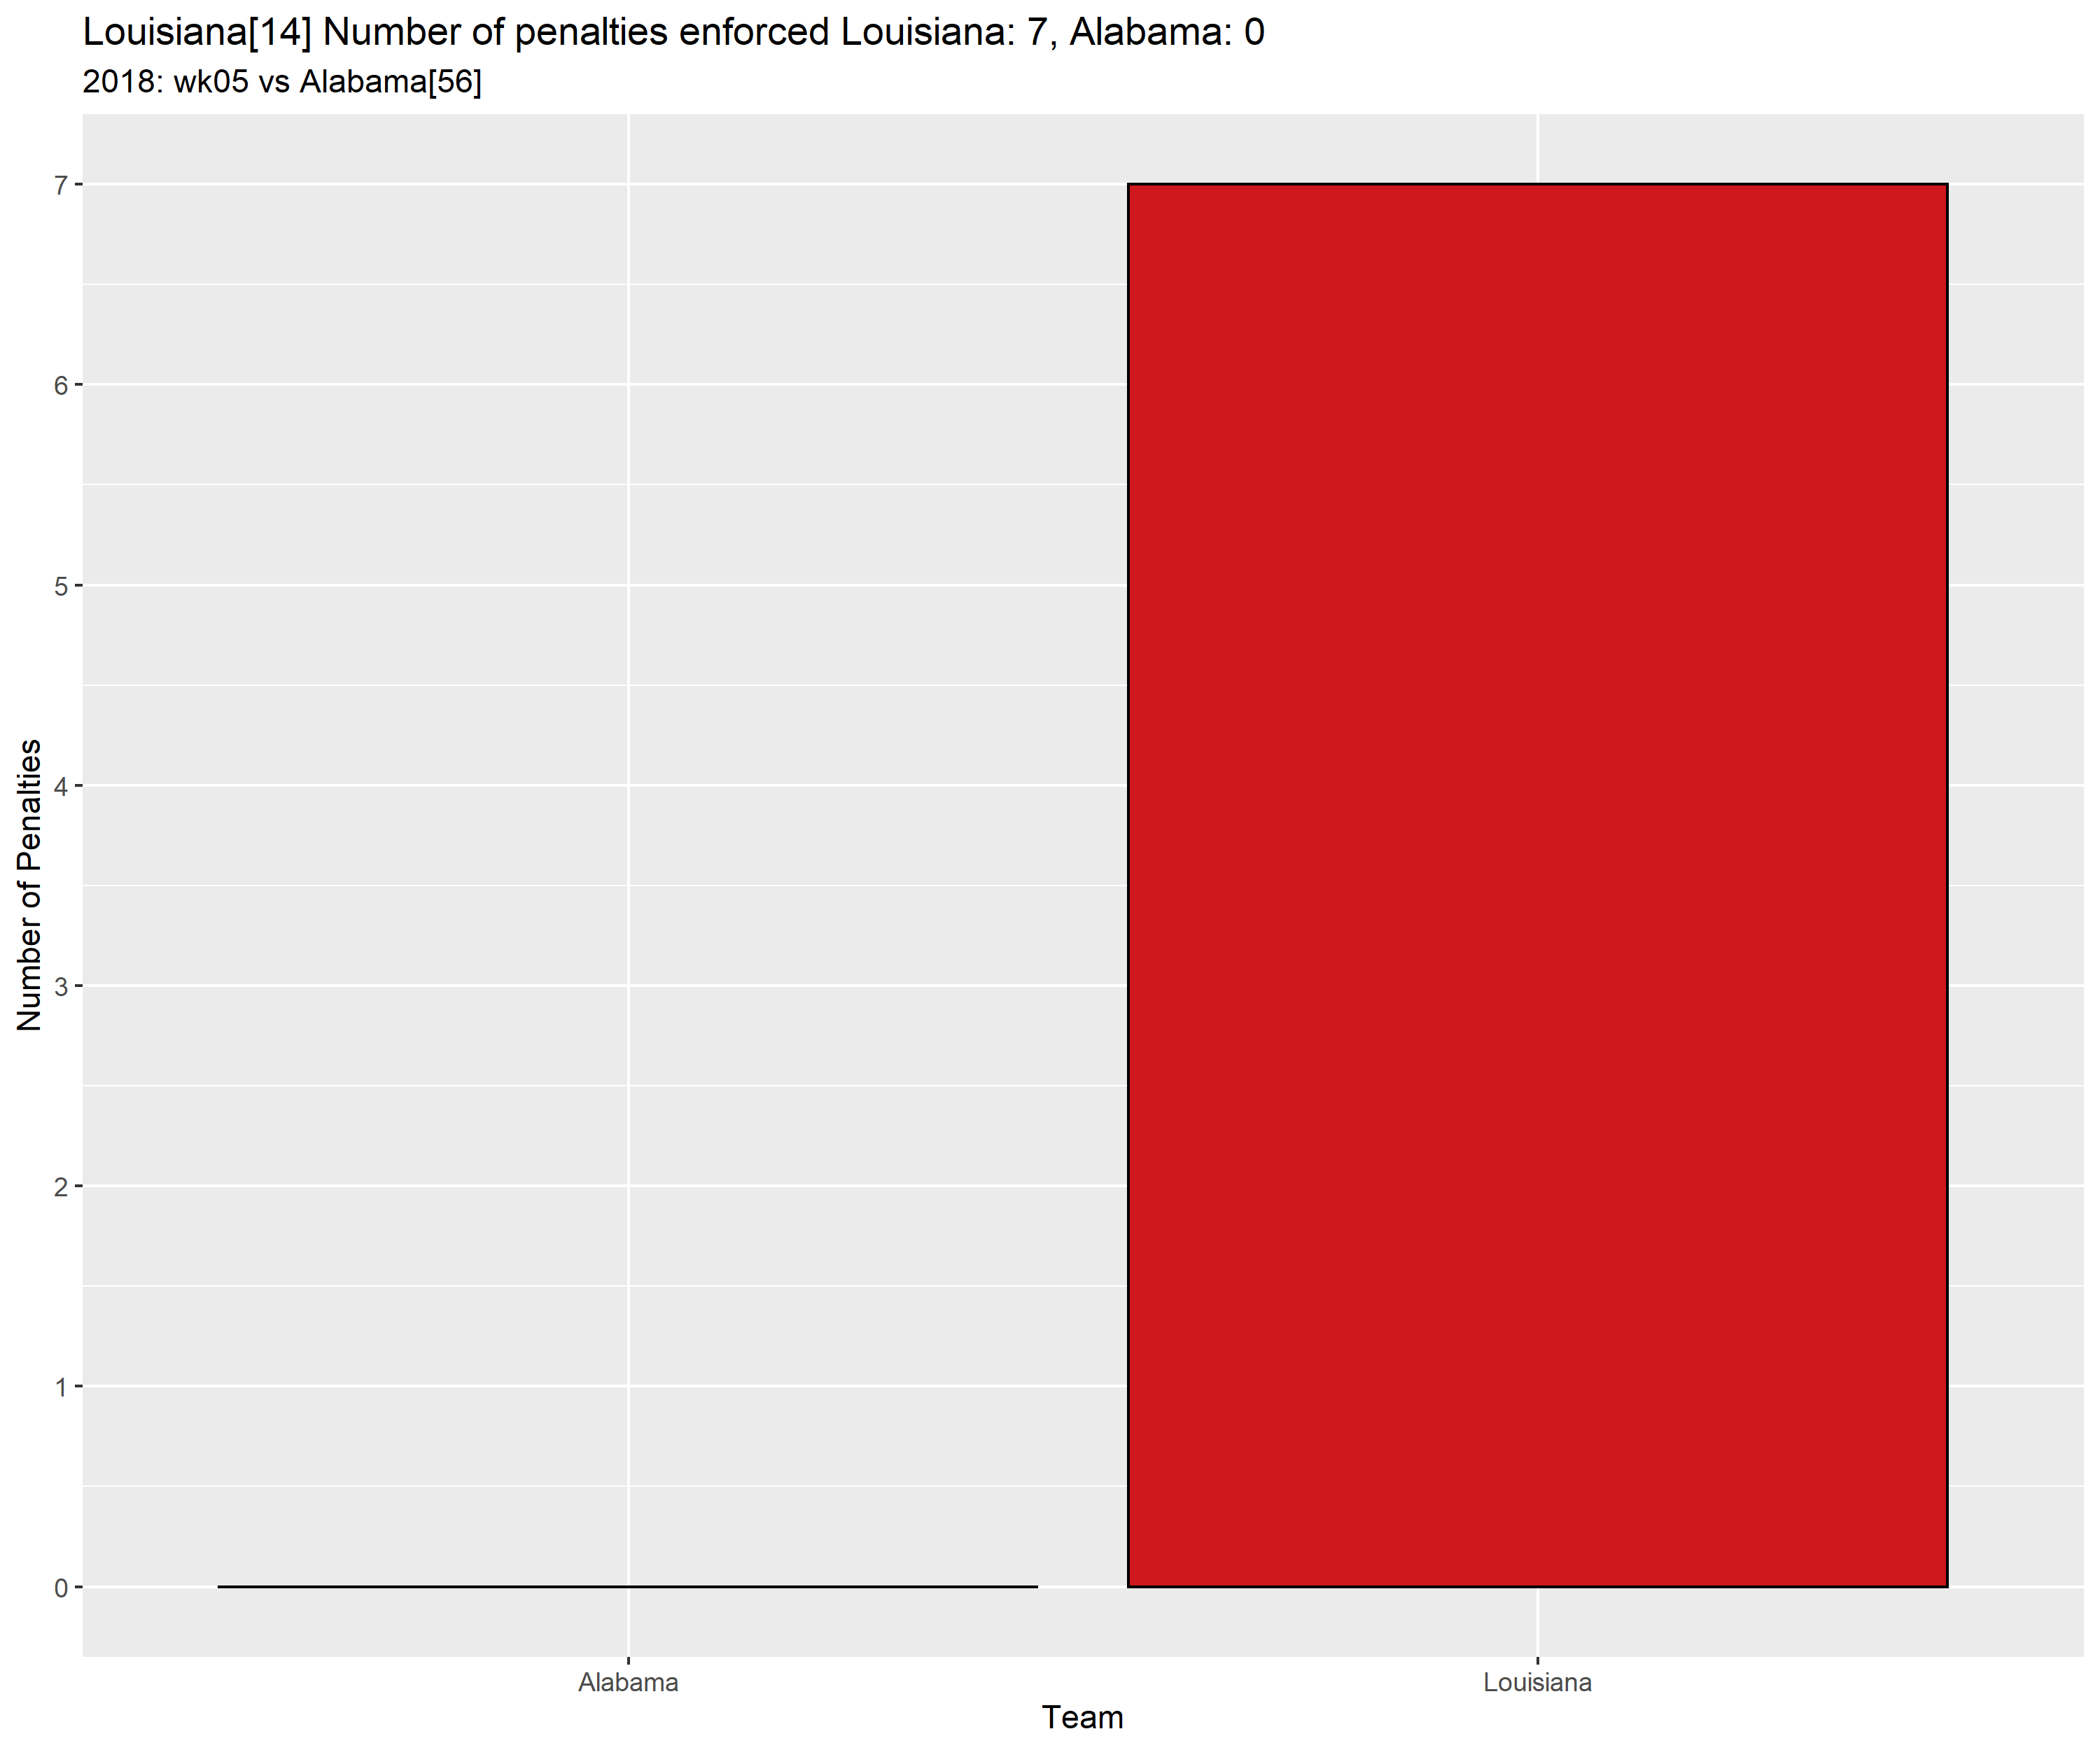 Louisiana[14] Number of penalties enforced Louisiana: 7, Alabama: 0
2018: wk05 vs Alabama[56]
Number of Penalties
7
6
5
4
3
2
1
0
Alabama
Louisiana
Team